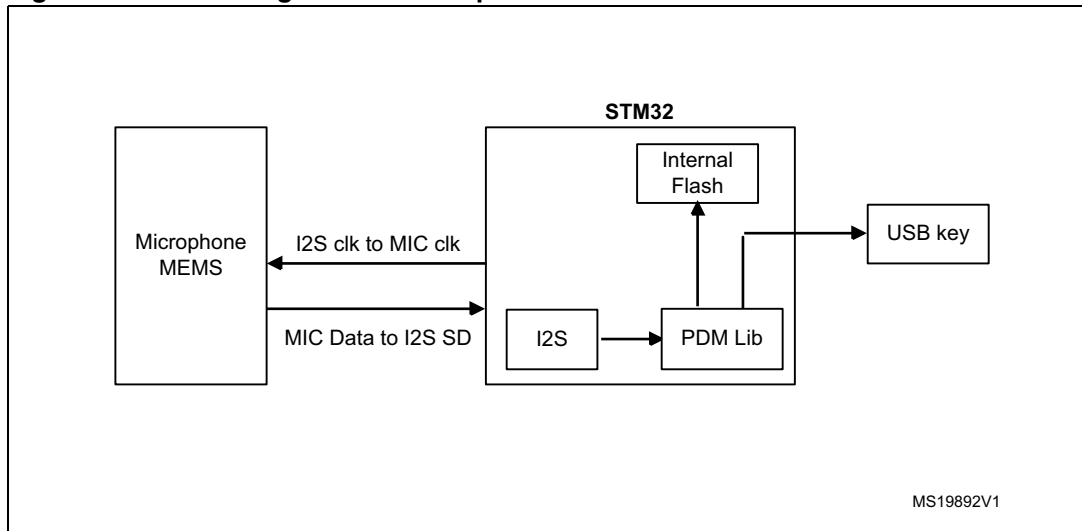 STM32
Internal
Flash
Microphone
MEMS
I2S clk to MIC clk
USB key
MIC Data to I2S SD
I2S
PDM Lib
MS19892V1